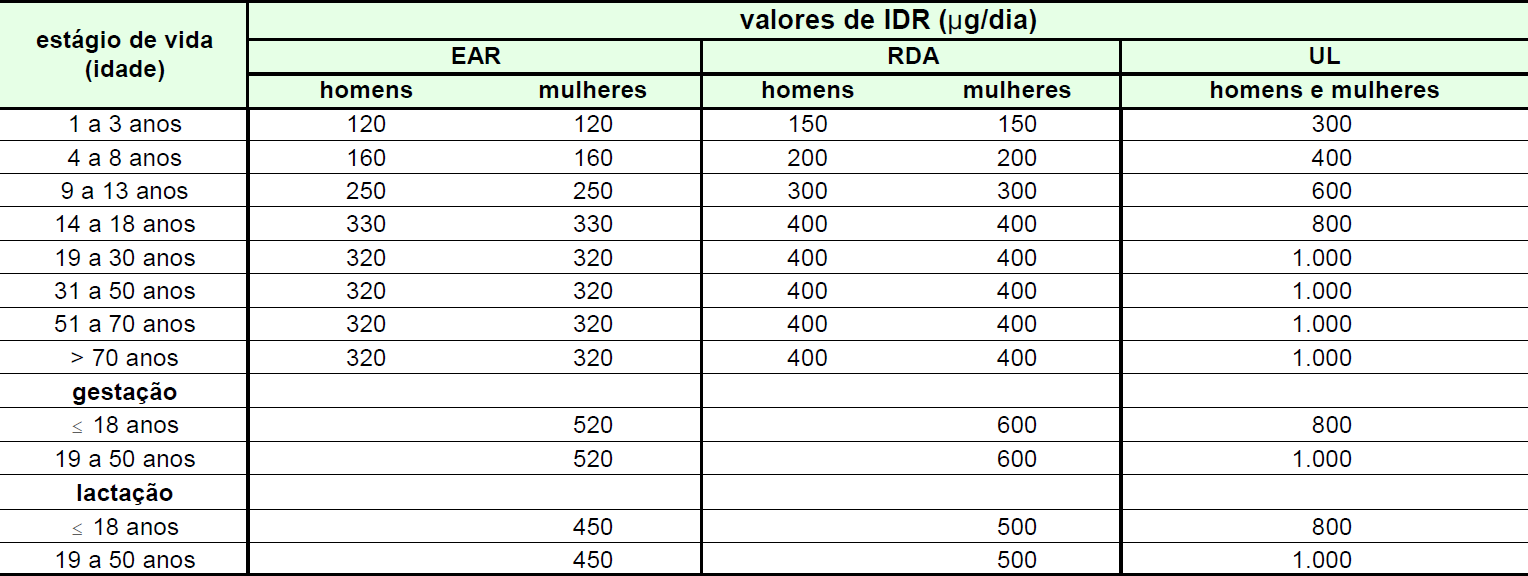 estágio de vida (idade) valores de IDR (µg/dia)
EAR RDA UL
homens mulheres homens mulheres homens e mulheres
1 a 3 anos 120 120 150 150 300
4 a 8 anos 160 160 200 200 400
9 a 13 anos 250 250 300 300 600
14 a 18 anos 330 330 400 400 800
19 a 30 anos 320 320 400 400 1.000
31 a 50 anos 320 320 400 400 1.000
51 a 70 anos 320 320 400 400 1.000
> 70 anos 320 320 400 400 1.000
gestação
≤ 18 anos 520 600 800
19 a 50 anos 520 600 1.000
lactação
≤ 18 anos 450 500 800
19 a 50 anos 450 500 1.000